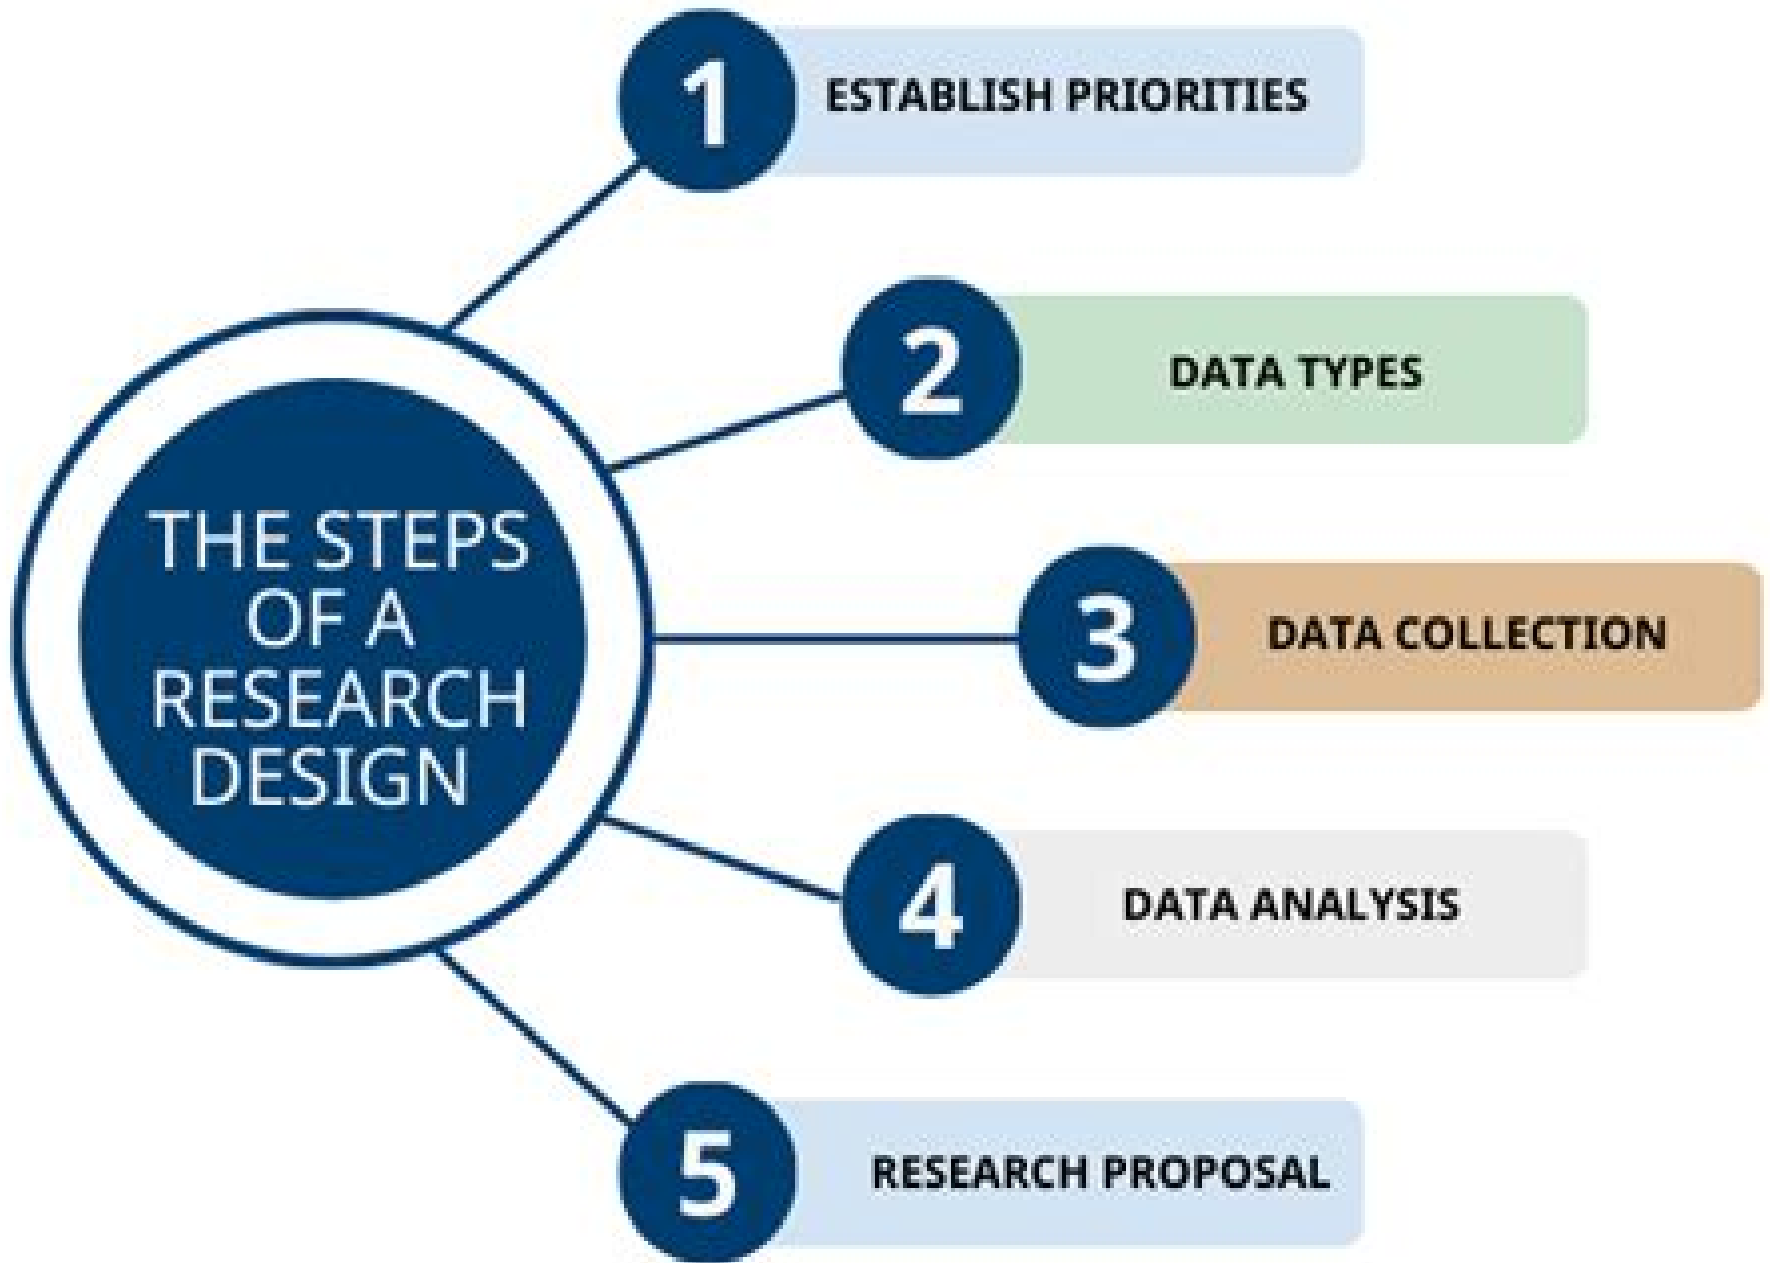 THE STEPS
OF A
RESEARCH
DESIGN
1 ESTABLISH PRIORITIES
2 DATA TYPES
3 DATA COLLECTION
4 DATA ANALYSIS
5 RESEARCH PROPOSAL